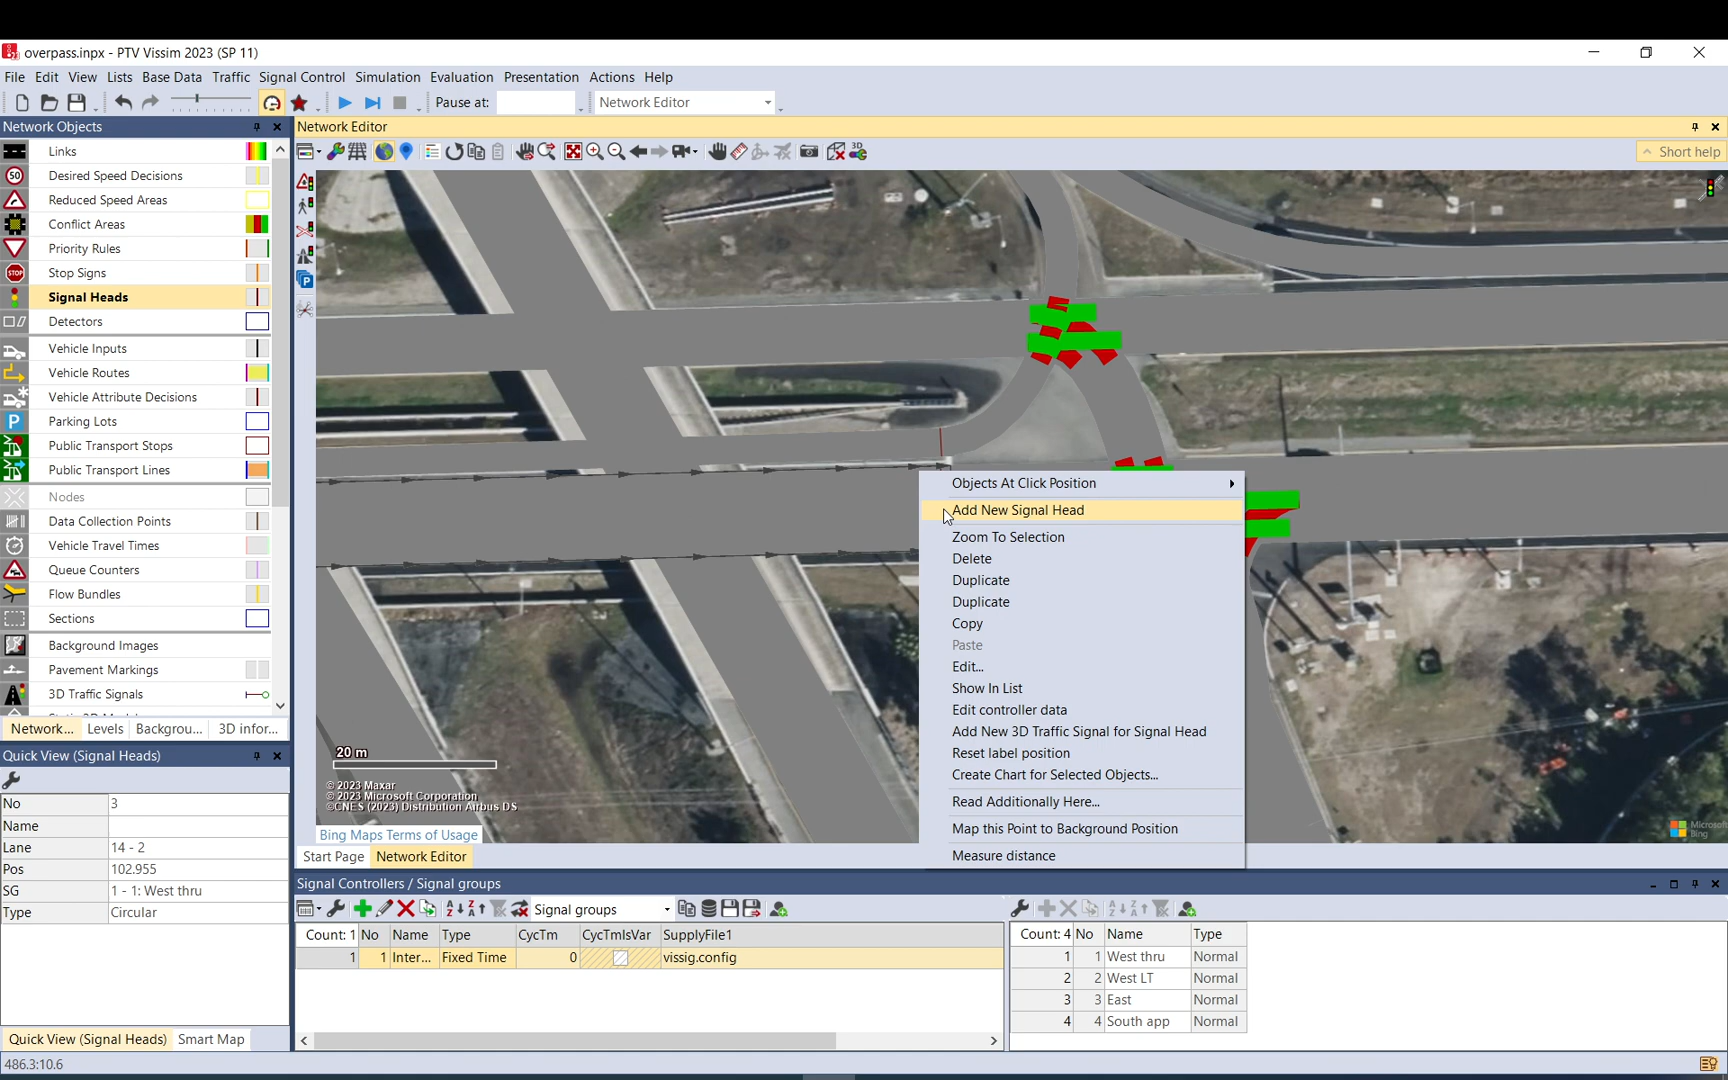 overpass.inpx - PTV Vissim 2023 (SP 11)
File Edit View Lists Base Data Traffic Signal Control Simulation Evaluation Presentation Actions Help
Pause at: Network Editor
Network Objects
Links
50 Desired Speed Decisions
Reduced Speed Areas
Conflict Areas
Priority Rules
STOP Stop Signs
Signal Heads
Detectors
Vehicle Inputs
Vehicle Routes
Vehicle Attribute Decisions
P Parking Lots
Public Transport Stops
Public Transport Lines
Nodes
Data Collection Points
Vehicle Travel Times
Queue Counters
Flow Bundles
Sections
Background Images
Pavement Markings
3D Traffic Signals
Network... Levels Backgrou... 3D infor...
Quick View (Signal Heads)
No 3
Name
Lane 14 - 2
Pos 102.955
SG 1 - 1: West thru
Type Circular
Quick View (Signal Heads) Smart Map
486.3:10.6
Network Editor
3D
Short help
P
20 m
© 2023 Maxar
© 2023 Microsoft Corporation
©CNES (2023) Distribution Airbus DS
Bing Maps Terms of Usage
Microsoft
Bing
Objects At Click Position
Add New Signal Head
Zoom To Selection
Delete
Duplicate
Duplicate
Copy
Paste
Edit...
Show In List
Edit controller data
Add New 3D Traffic Signal for Signal Head
Reset label position
Create Chart for Selected Objects...
Read Additionally Here...
Map this Point to Background Position
Measure distance
Start Page Network Editor
Signal Controllers / Signal groups
Signal groups
Count: 1 No Name Type CycTm CycTmIsVar SupplyFile1
1 1 Inter... Fixed Time 0 vissig.config
Count: 4 No Name Type
1 1 West thru Normal
2 2 West LT Normal
3 3 East Normal
4 4 South app Normal